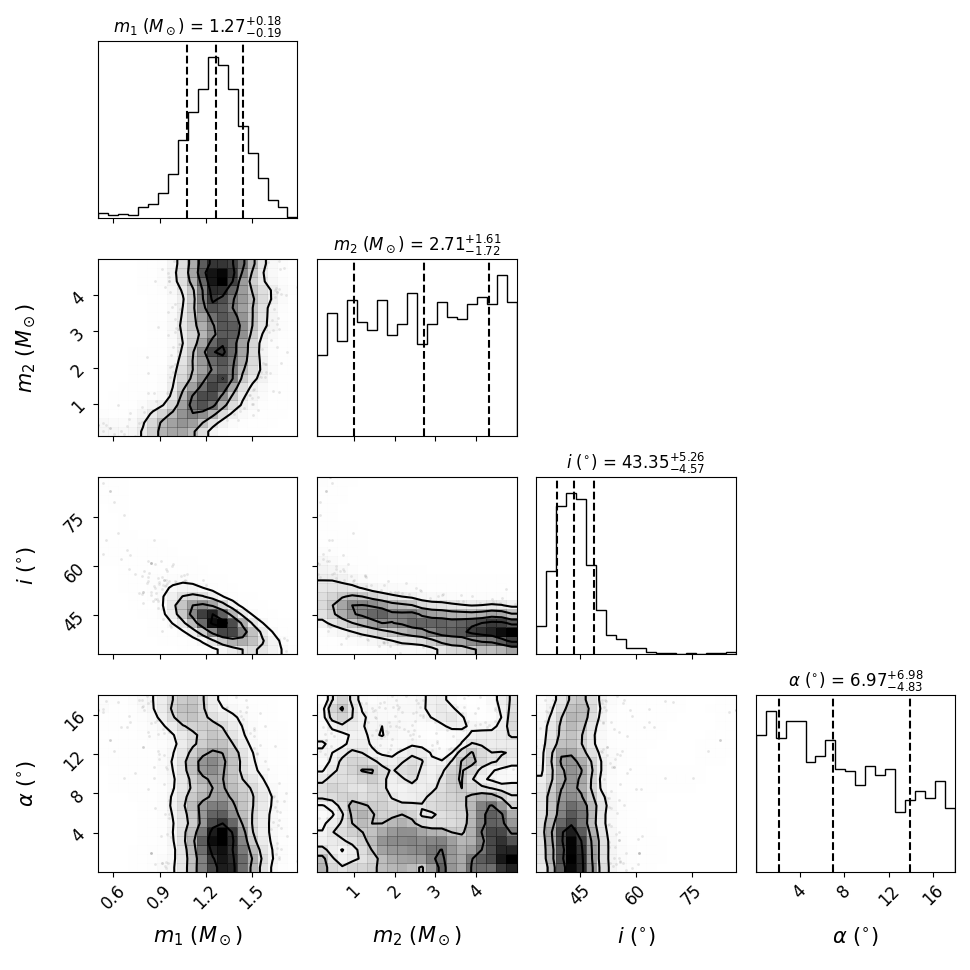 m₁ (M⊙) = 1.27 +0.18 −0.19
m₂ (M⊙) = 2.71 +1.61 −1.72
m₂ (M⊙)
4
3
2
1
i (°) = 43.35 +5.26 −4.57
i (°)
75
60
45
α (°) = 6.97 +6.98 −4.83
α (°)
16
12
8
4
0.6 0.9 1.2 1.5 1 2 3 4 45 60 75 4 8 12 16
m₁ (M⊙) m₂ (M⊙) i (°) α (°)